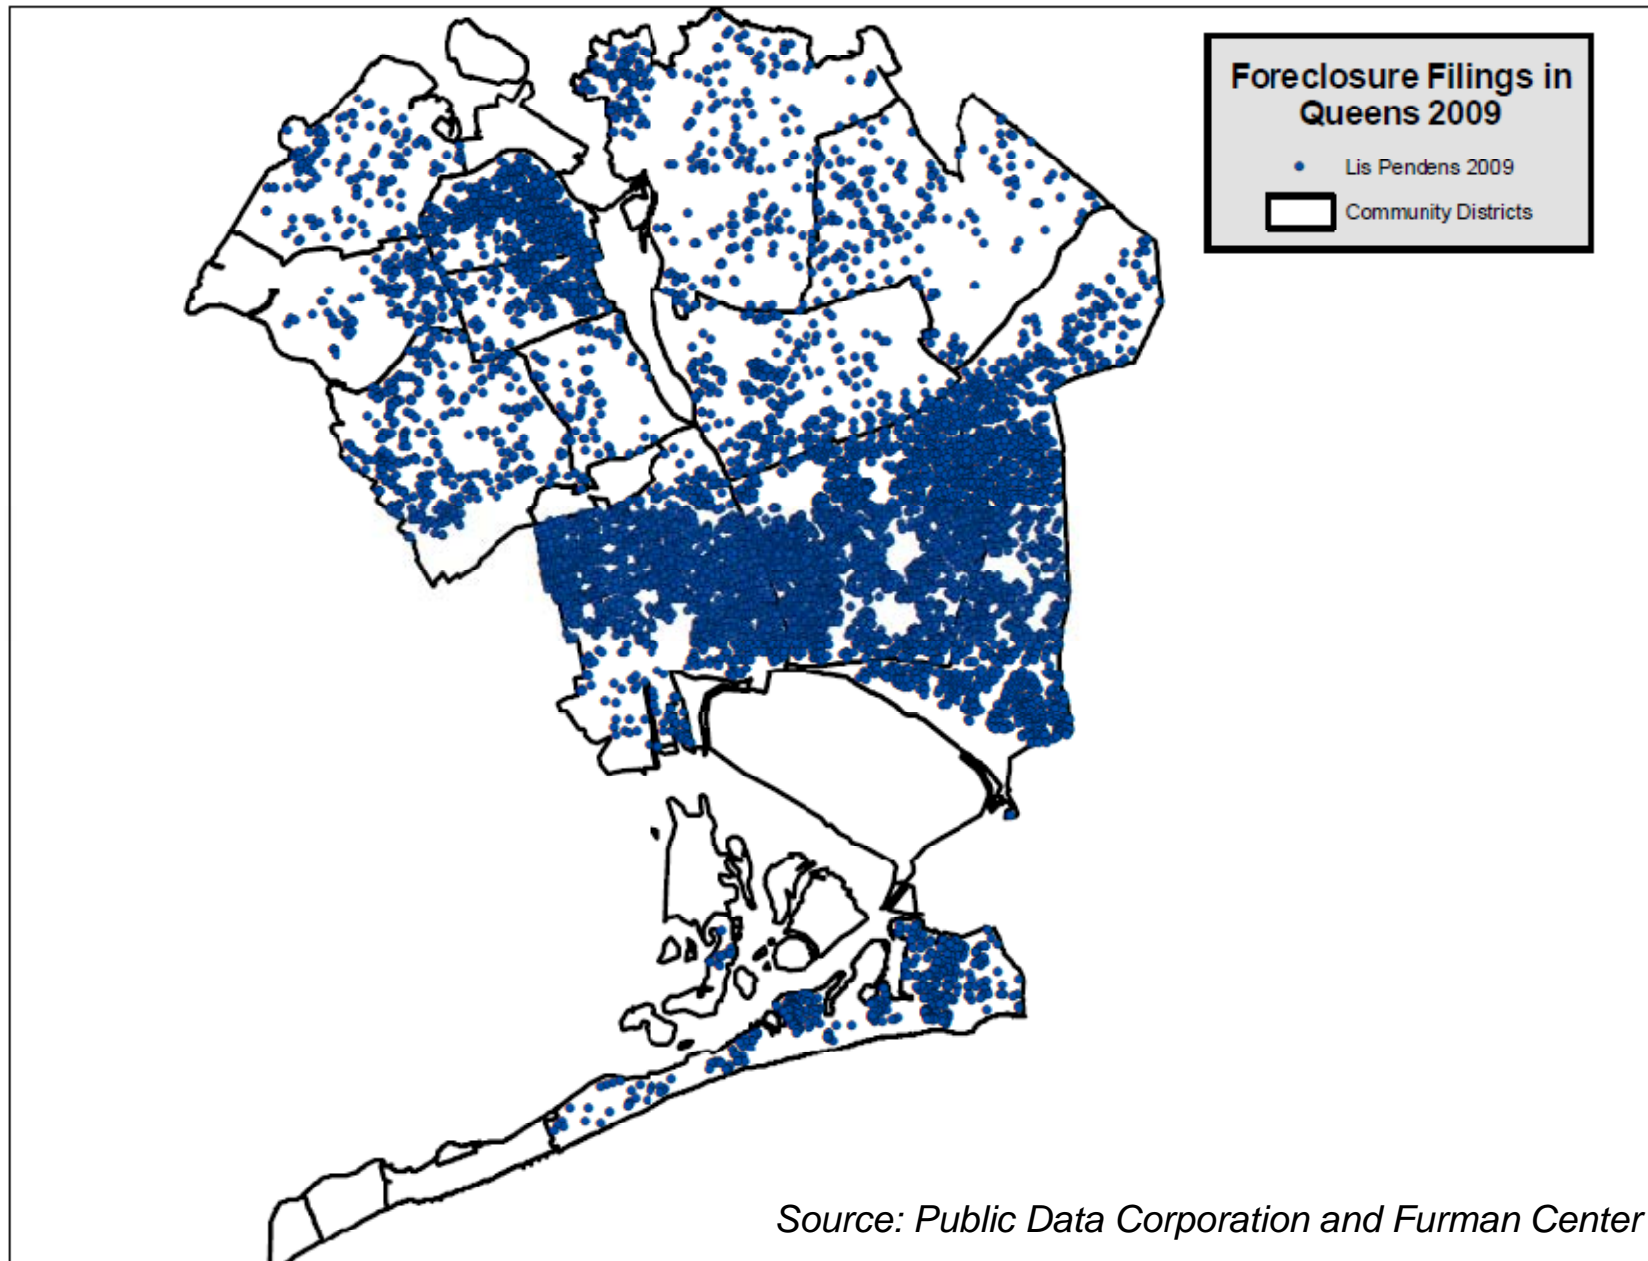 Foreclosure Filings in
Queens 2009
Lis Pendens 2009
Community Districts
Source: Public Data Corporation and Furman Center